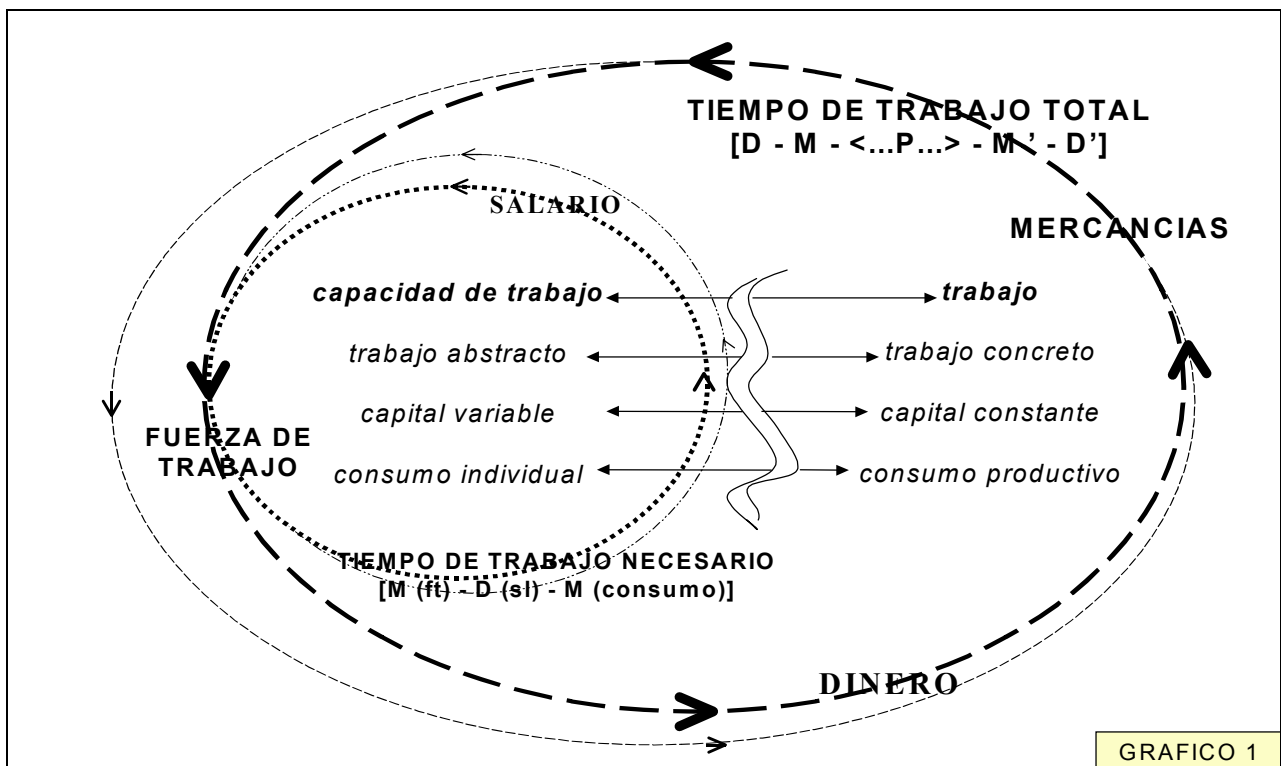 TIEMPO DE TRABAJO TOTAL
[D - M - <...P...> - M ' - D’]
MERCANCIAS
SALARIO
capacidad de trabajo
trabajo
trabajo abstracto
trabajo concreto
capital variable
capital constante
FUERZA DE
TRABAJO
consumo individual
consumo productivo
TIEMPO DE TRABAJO NECESARIO
[M (ft) - D (sl) - M (consumo)]
DINERO
GRAFICO 1